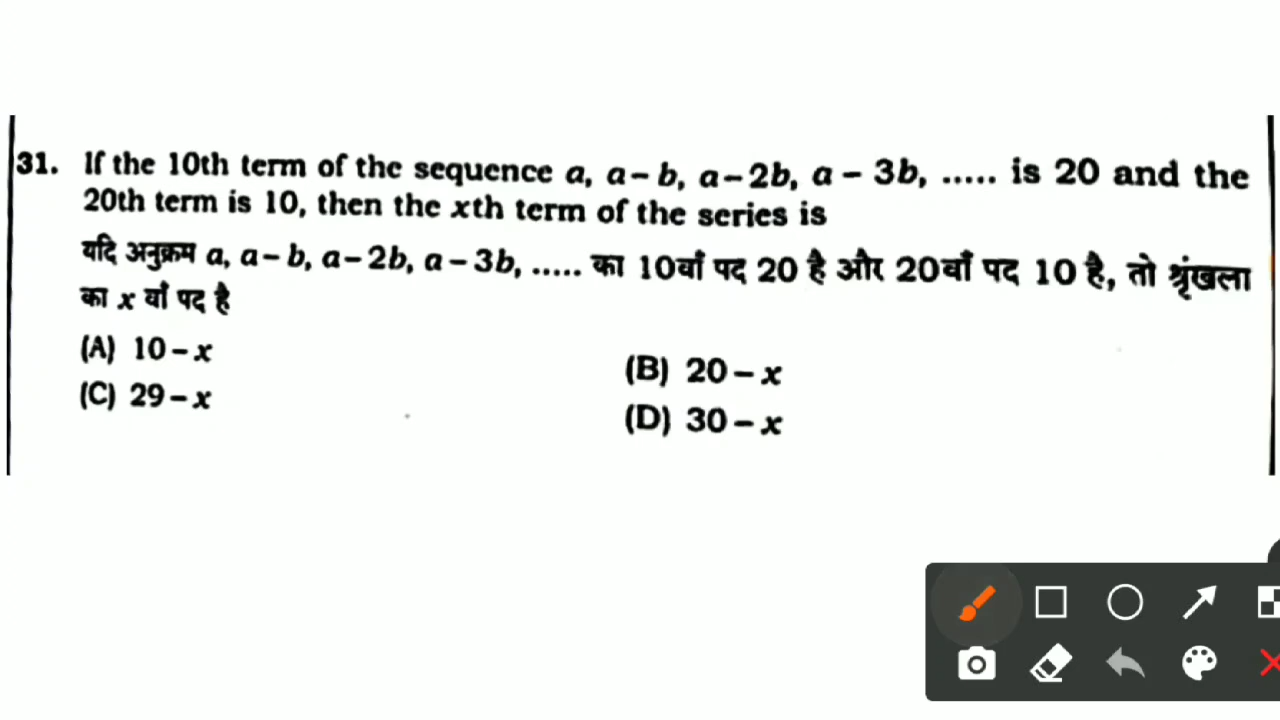 31. If the 10th term of the sequence a, a – b, a – 2b, a – 3b, ..... is 20 and the
20th term is 10, then the xth term of the series is
यदि अनुक्रम a, a – b, a – 2b, a – 3b, ..... का 10वाँ पद 20 है और 20वाँ पद 10 है, तो श्रृंखला
का x वाँ पद है
(A) 10 – x
(B) 20 – x
(C) 29 – x
(D) 30 – x